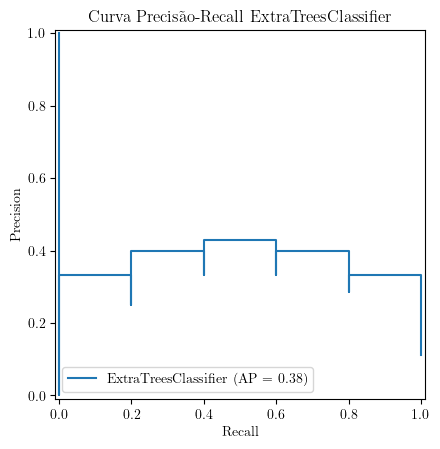 Curva Precisão-Recall ExtraTreesClassifier
1.0
0.8
0.6
0.4
0.2
0.0
Precision
ExtraTreesClassifier (AP = 0.38)
0.0 0.2 0.4 0.6 0.8 1.0
Recall